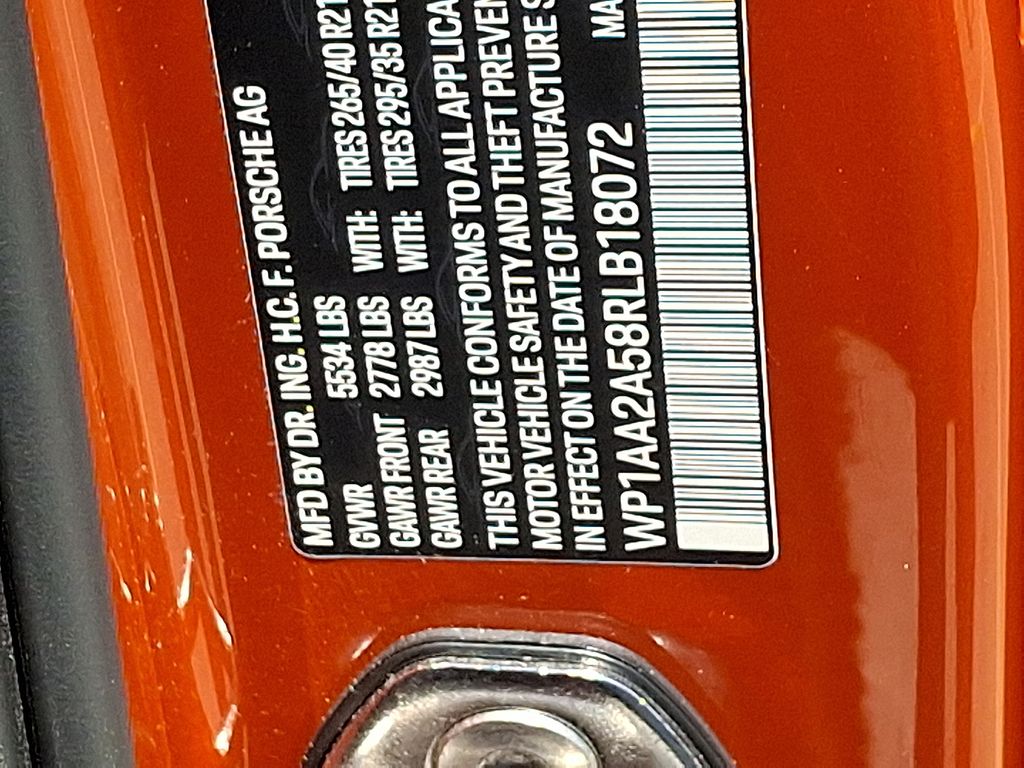 MFD BY DR. ING. H.C. F. PORSCHE AG
GVWR 5534 LBS WITH: TIRES 265/40 R21
GAWR FRONT 2778 LBS WITH: TIRES 295/35 R21
GAWR REAR 2987 LBS
THIS VEHICLE CONFORMS TO ALL APPLICA
MOTOR VEHICLE SAFETY AND THEFT PREVEN
IN EFFECT ON THE DATE OF MANUFACTURE S
WP1AA2A58RLB18072 MA